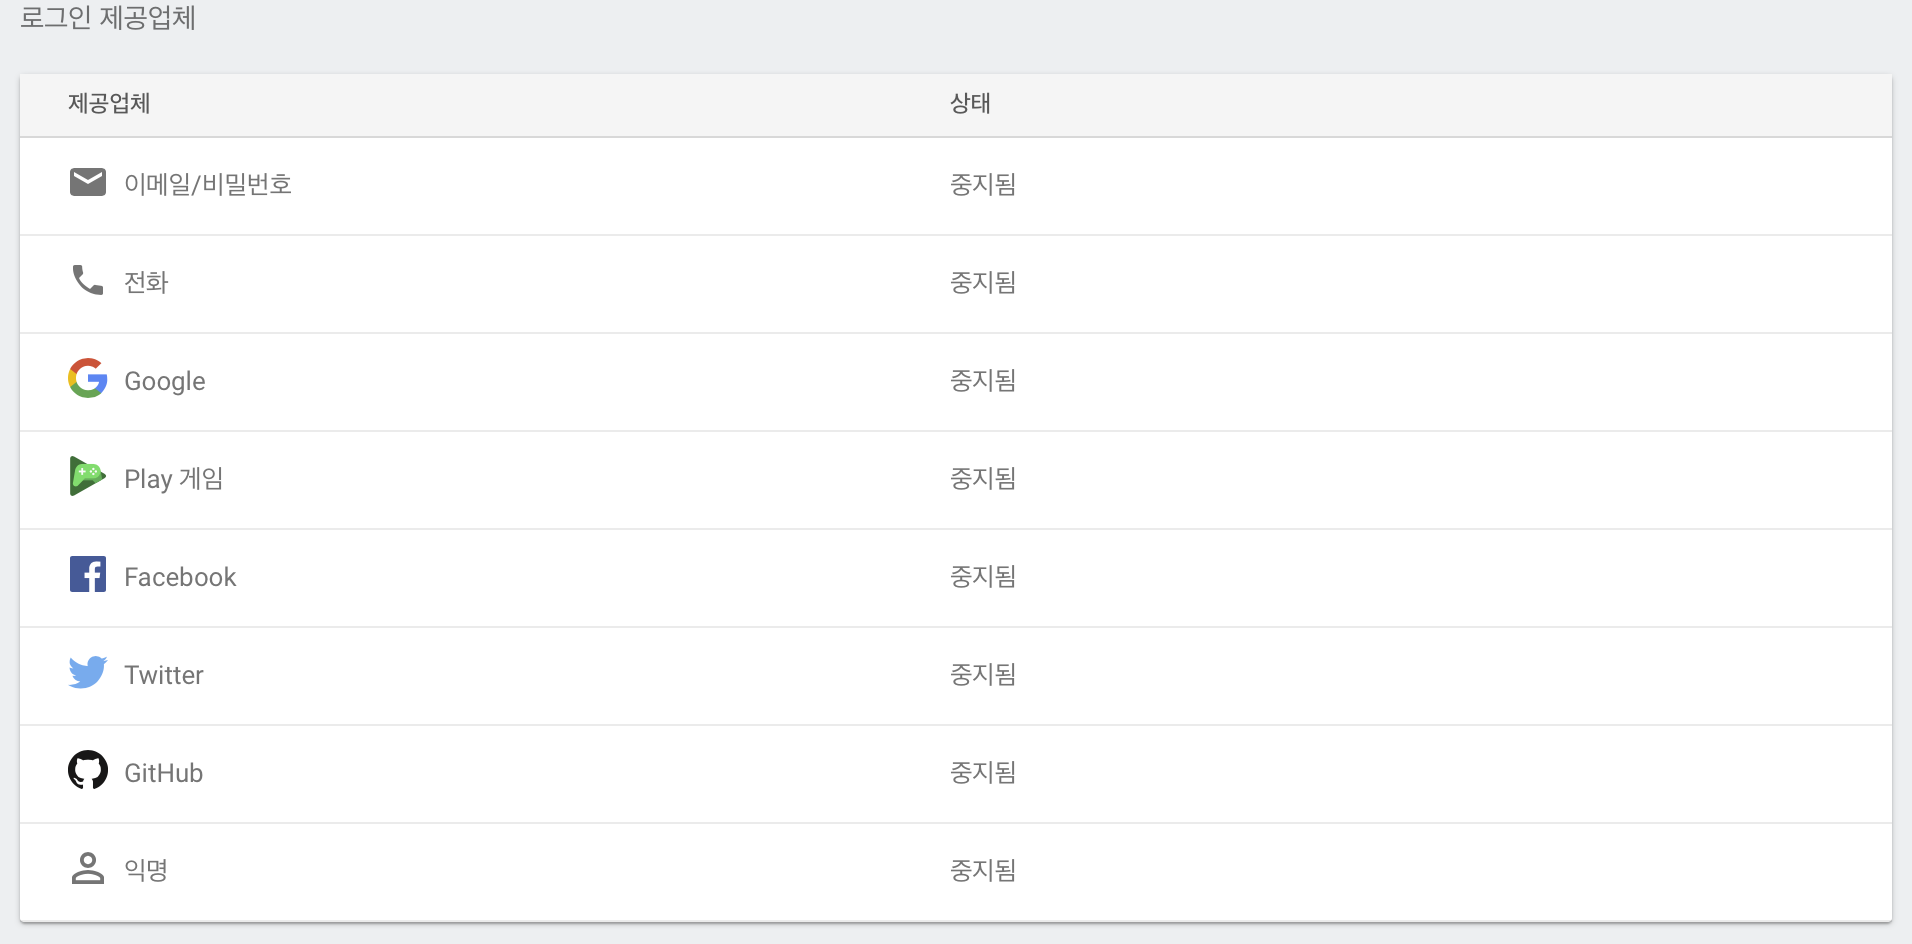 로그인 제공업체
제공업체 상태
이메일/비밀번호 중지됨
전화 중지됨
Google 중지됨
Play 게임 중지됨
Facebook 중지됨
Twitter 중지됨
GitHub 중지됨
익명 중지됨